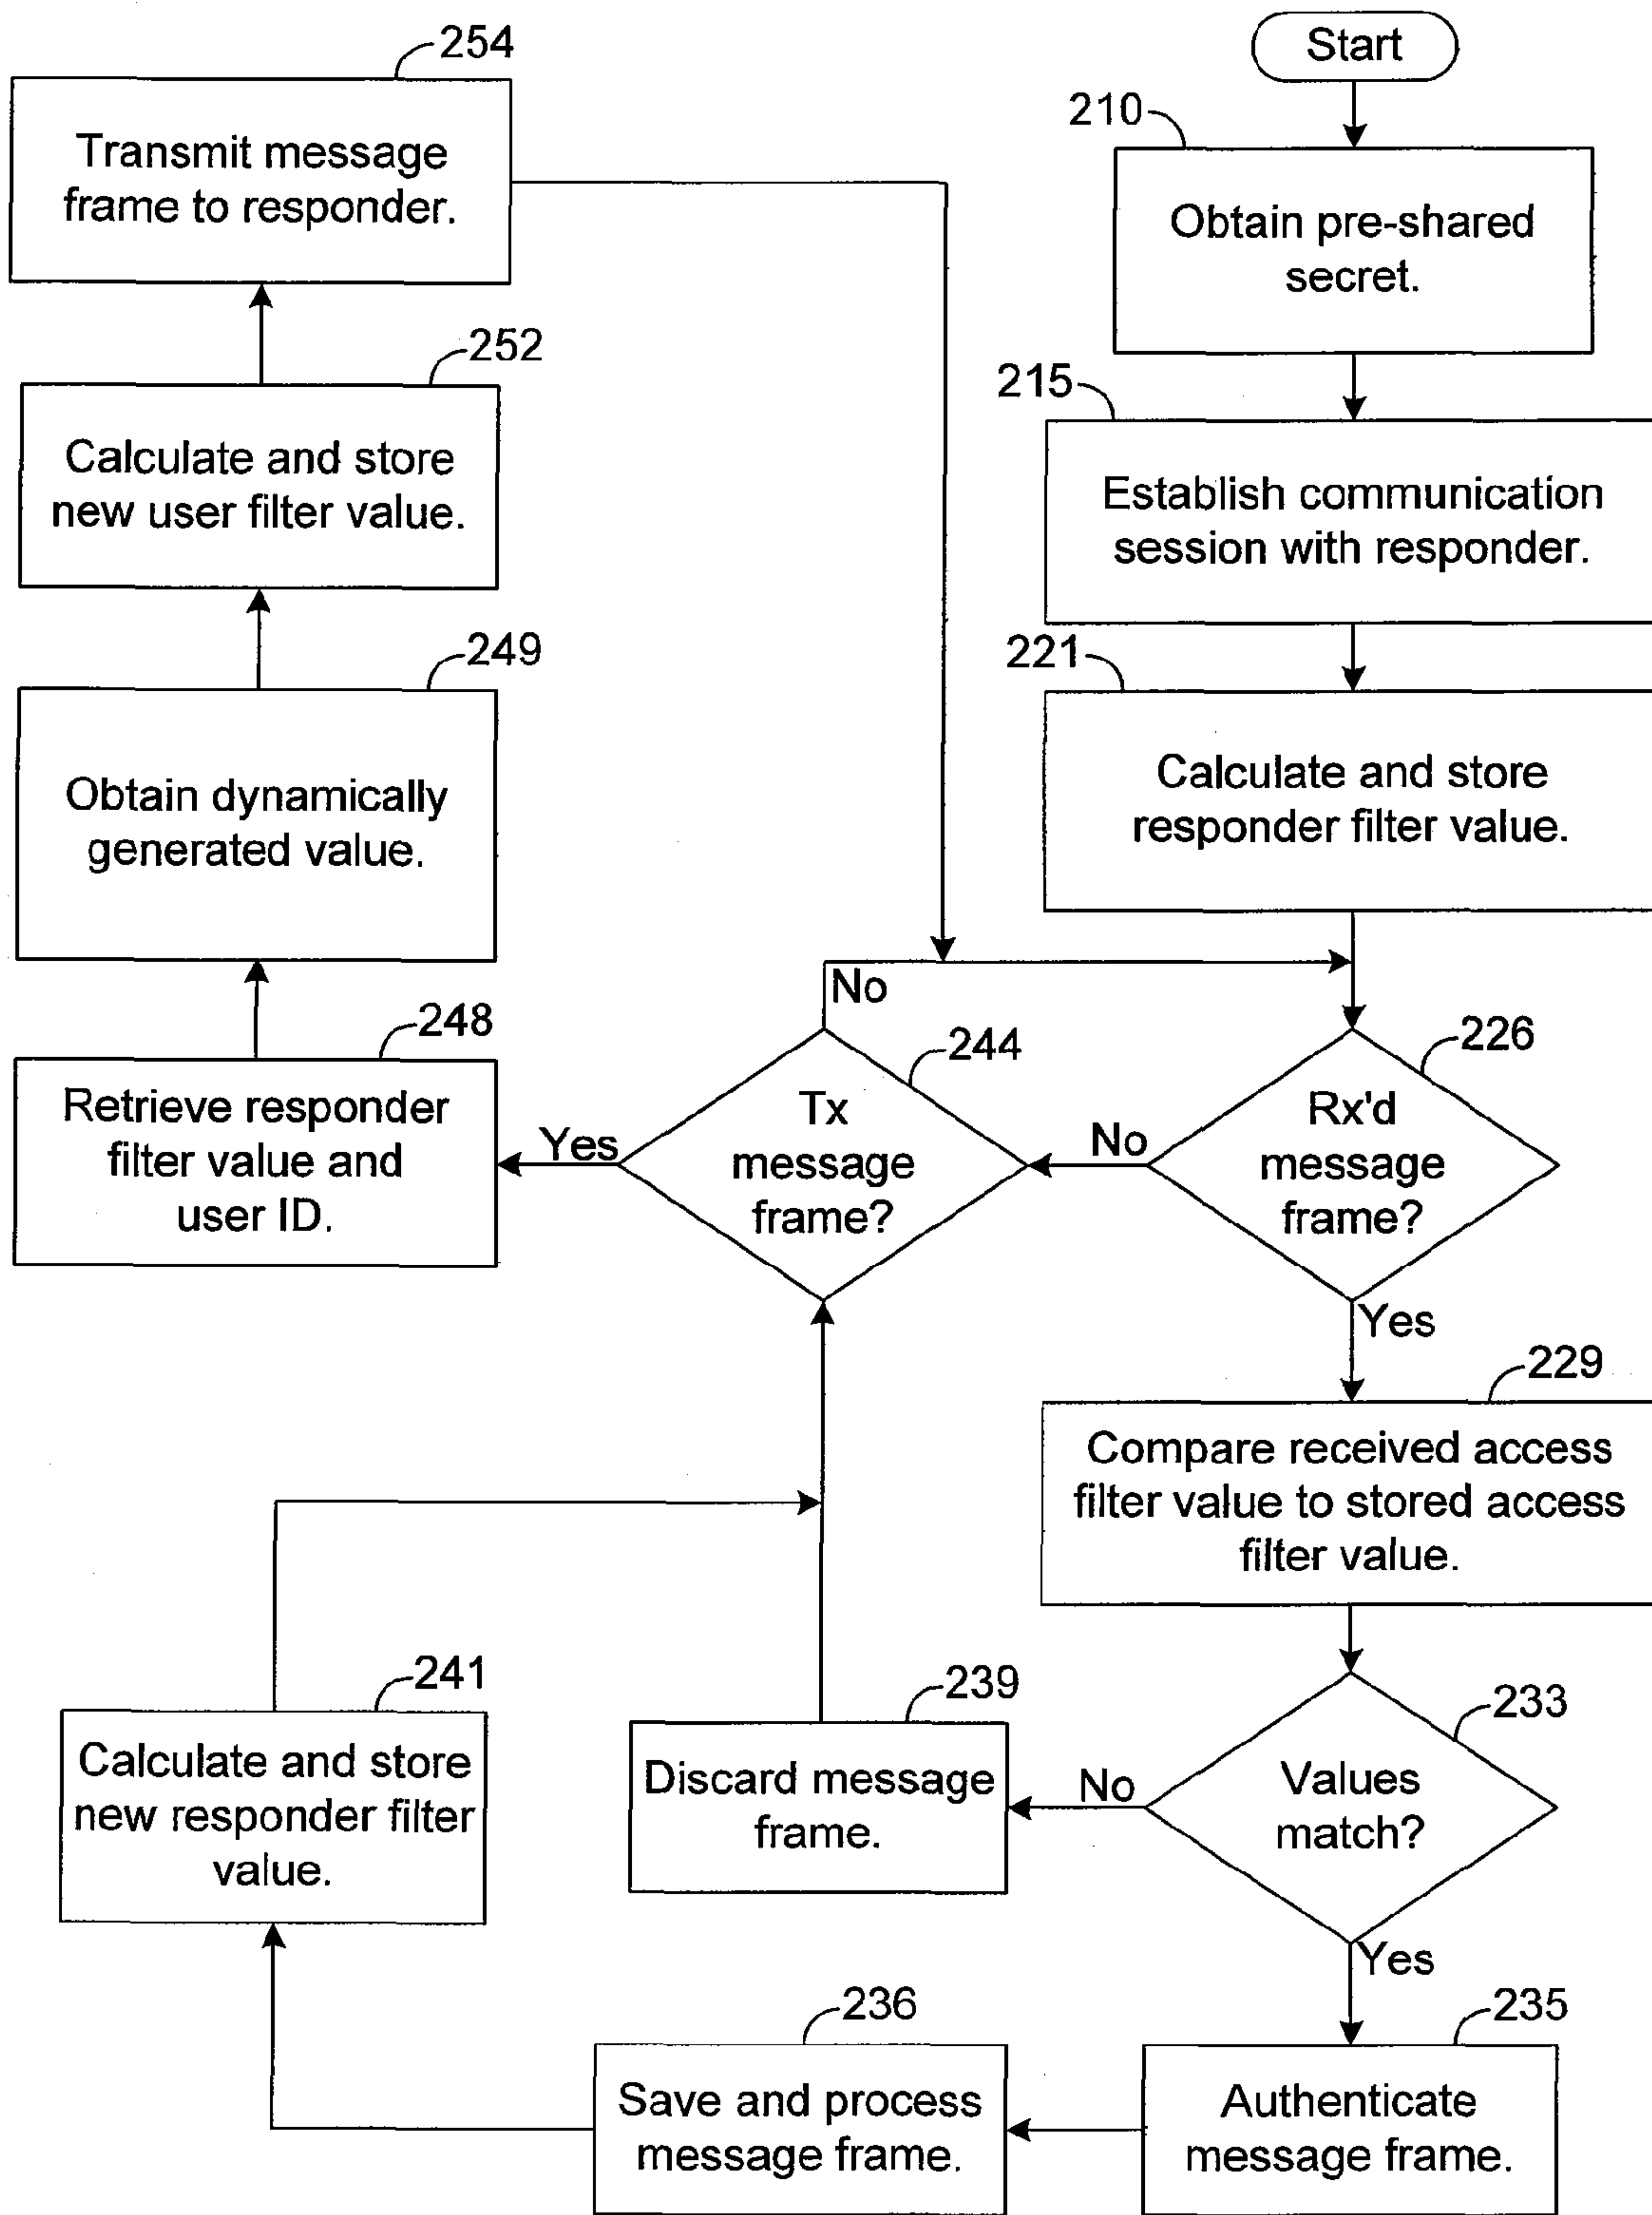 Start
210
Obtain pre-shared
secret.
215
Establish communication
session with responder.
221
Calculate and store
responder filter value.
226
Rx'd
message
frame?
No
Yes
229
Compare received access
filter value to stored access
filter value.
233
Values
match?
No
Yes
235
Authenticate
message frame.
236
Save and process
message frame.
239
Discard message
frame.
241
Calculate and store
new responder filter
value.
244
Tx
message
frame?
No
Yes
248
Retrieve responder
filter value and
user ID.
249
Obtain dynamically
generated value.
252
Calculate and store
new user filter value.
254
Transmit message
frame to responder.